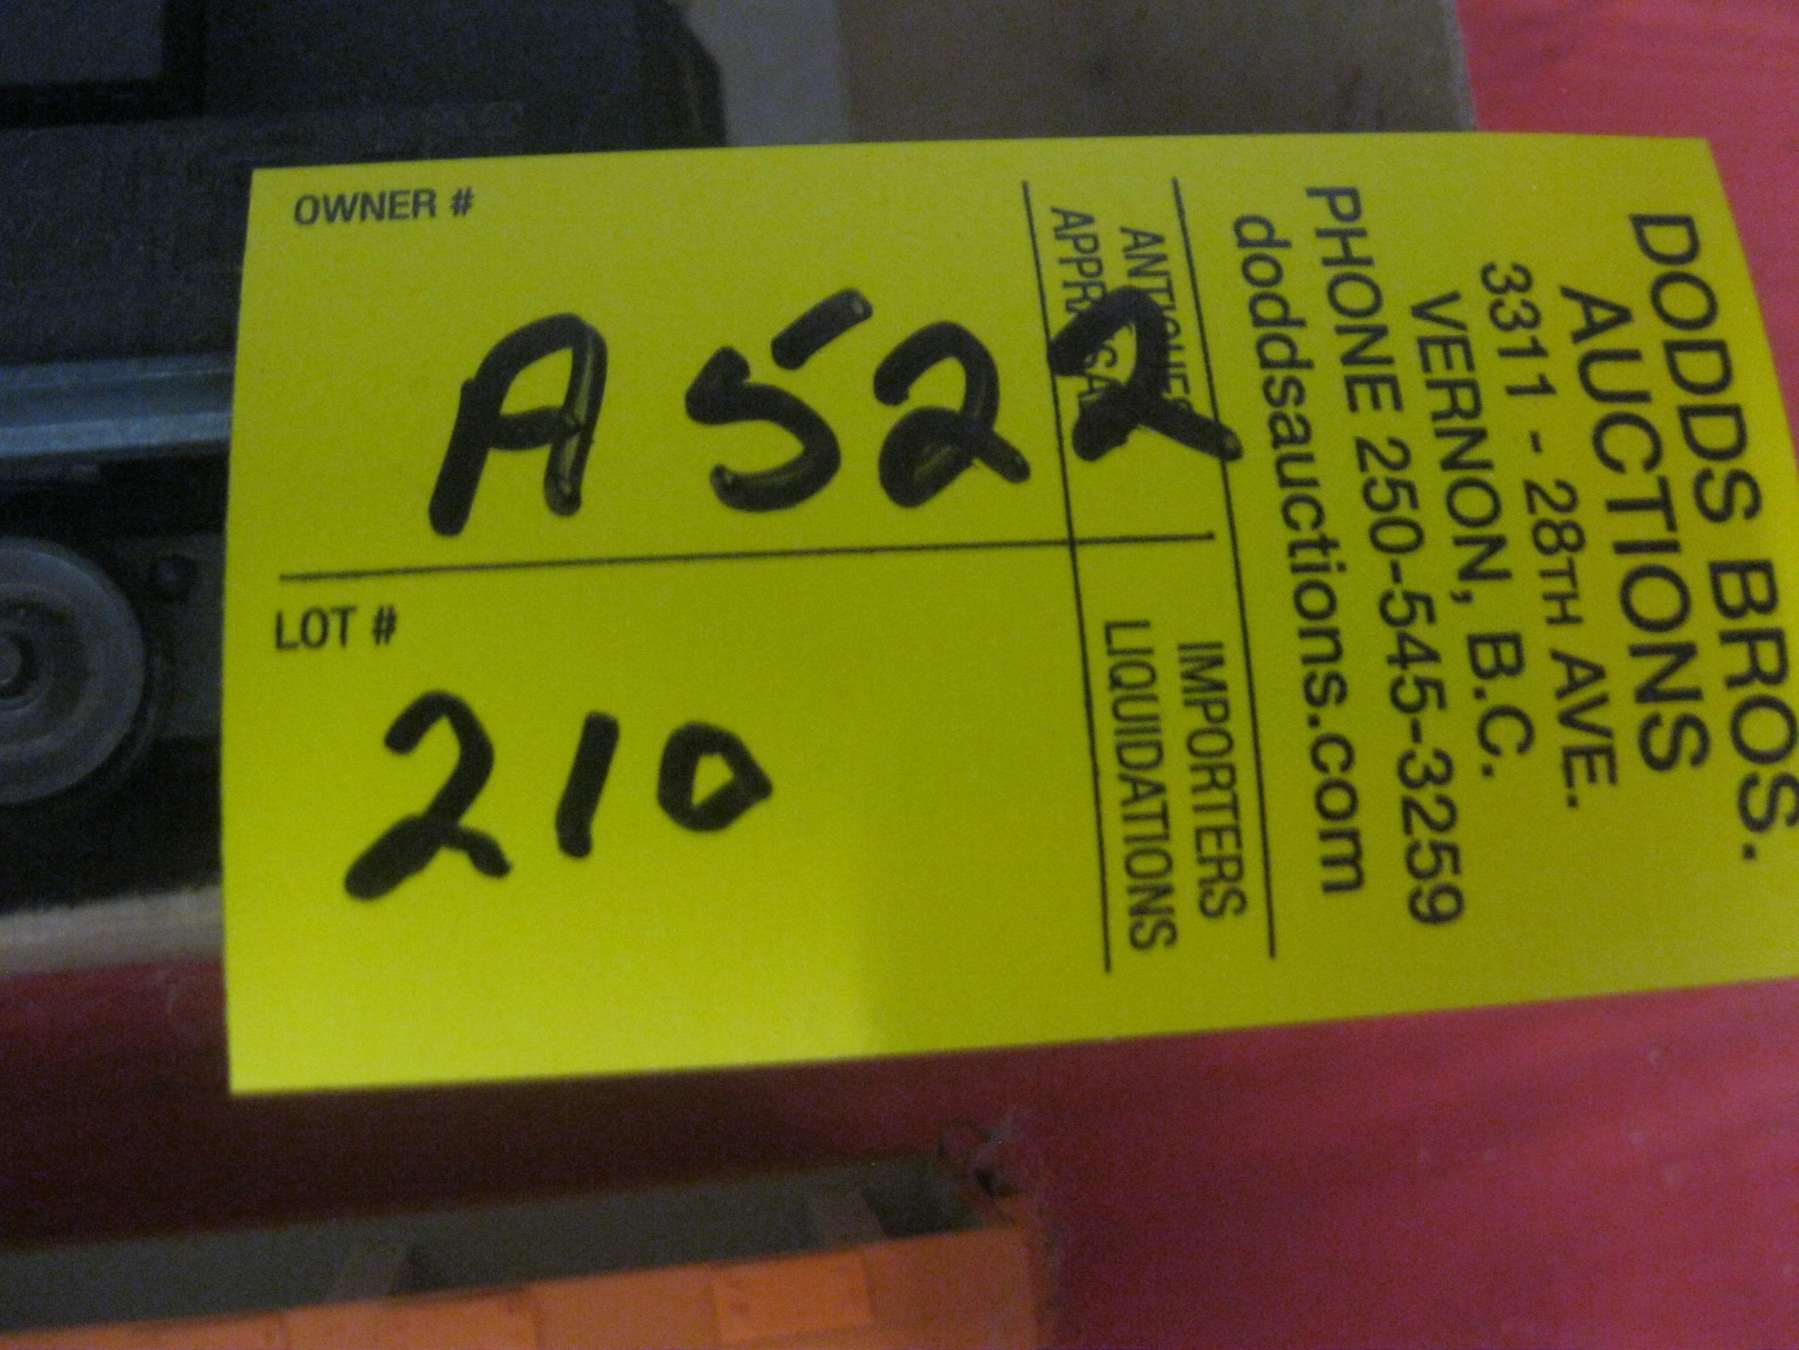 OWNER #
A522
LOT #
210
DODDS BROS.
AUCTIONS
3311 - 28TH AVE.
VERNON, B.C.
PHONE 250-545-3259
doddsauctions.com
ANTIQUES IMPORTERS
LIQUIDATIONS